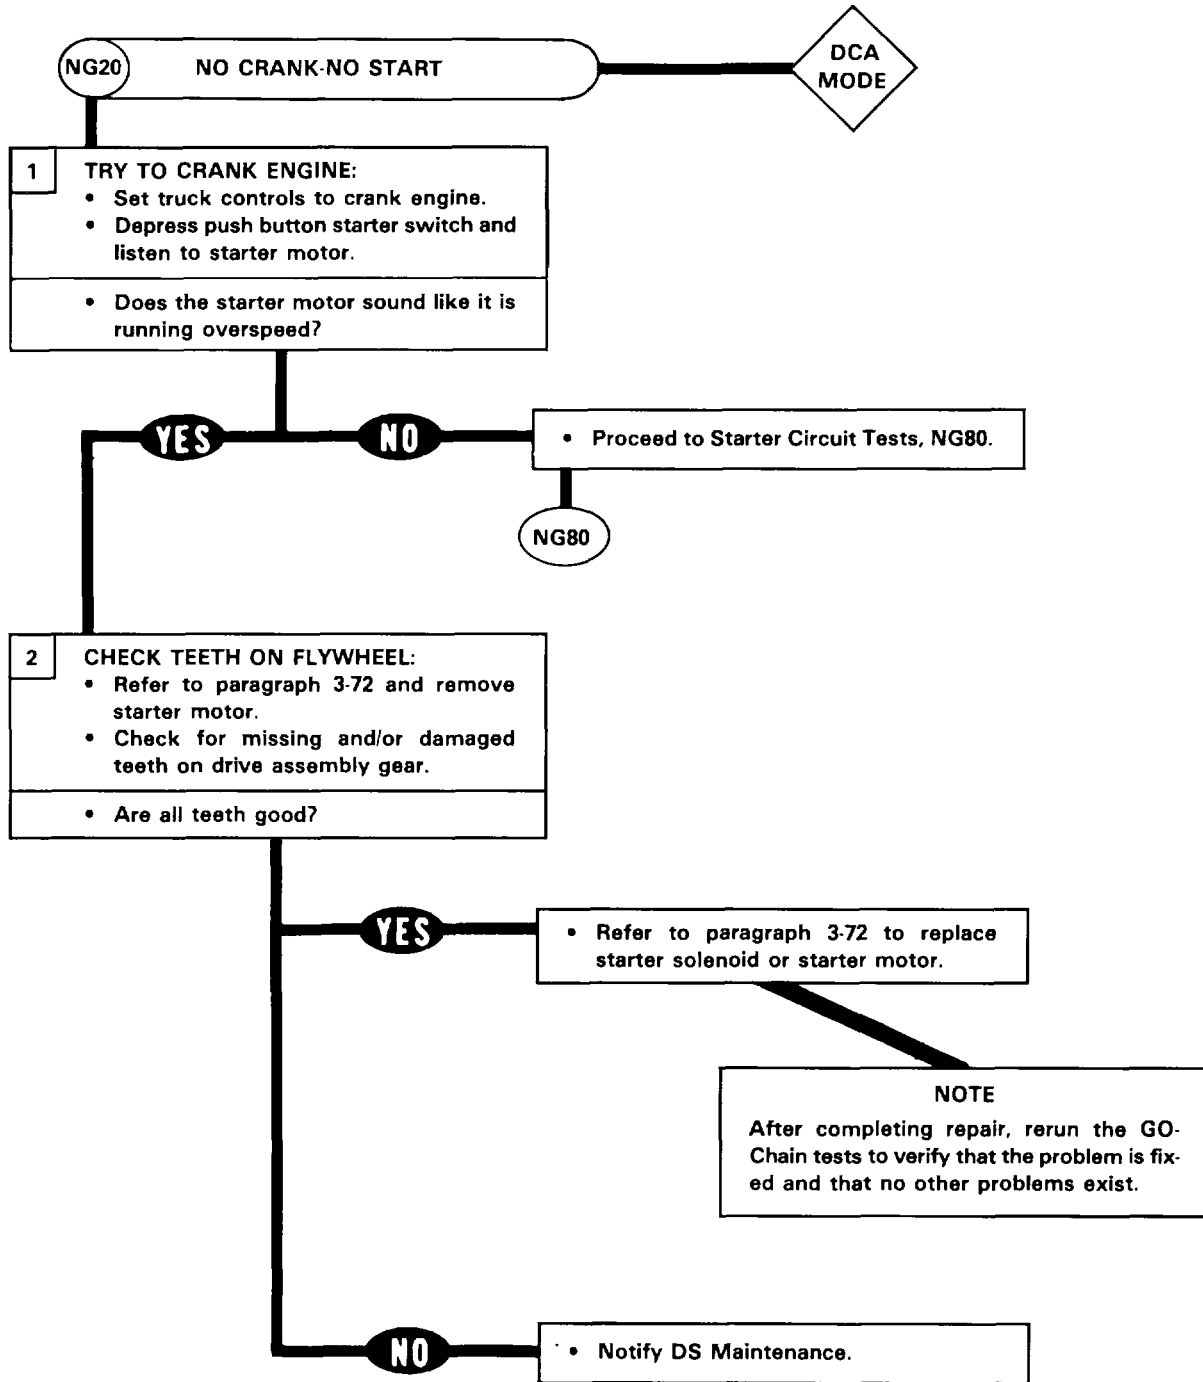 NG20
NO CRANK-NO START
DCA
MODE
1
TRY TO CRANK ENGINE:
• Set truck controls to crank engine.
• Depress push button starter switch and
listen to starter motor.
• Does the starter motor sound like it is
running overspeed?
YES
NO
• Proceed to Starter Circuit Tests, NG80.
NG80
2
CHECK TEETH ON FLYWHEEL:
• Refer to paragraph 3-72 and remove
starter motor.
• Check for missing and/or damaged
teeth on drive assembly gear.
• Are all teeth good?
YES
• Refer to paragraph 3-72 to replace
starter solenoid or starter motor.
NOTE
After completing repair, rerun the GO-
Chain tests to verify that the problem is fix-
ed and that no other problems exist.
NO
• Notify DS Maintenance.